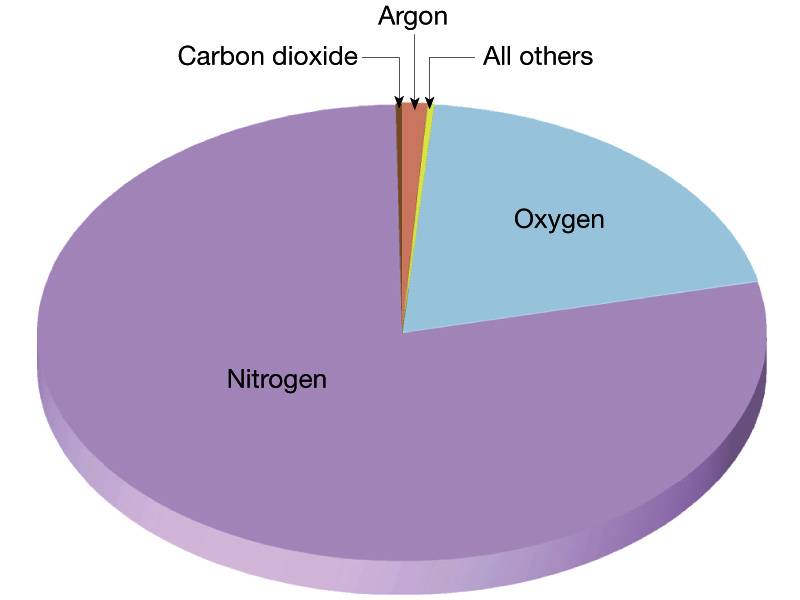 Argon
Carbon dioxide
All others
Oxygen
Nitrogen